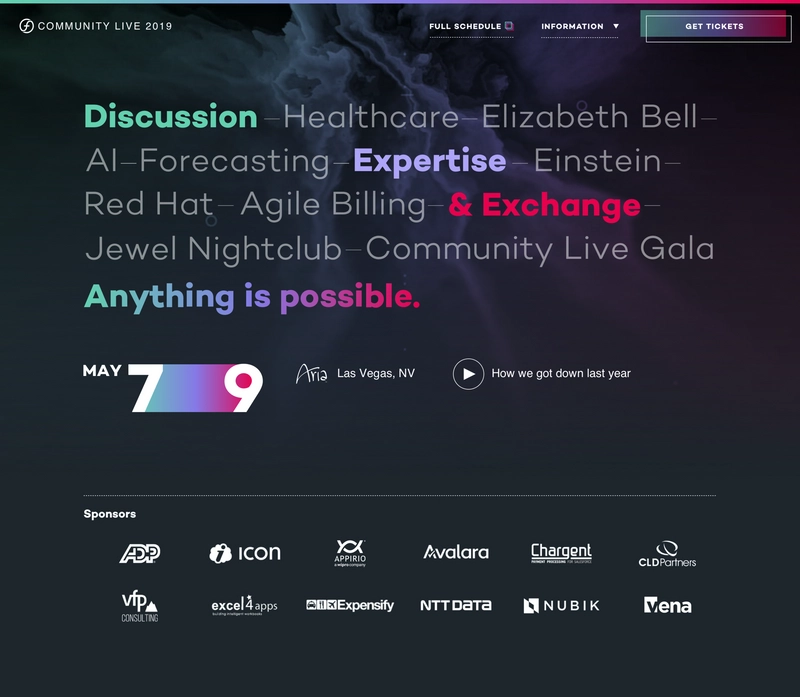 COMMUNITY LIVE 2019
FULL SCHEDULE
INFORMATION
GET TICKETS
Discussion — Healthcare — Elizabeth Bell —
AI — Forecasting — Expertise — Einstein —
Red Hat — Agile Billing — & Exchange —
Jewel Nightclub — Community Live Gala
Anything is possible.
MAY 7 9
Aria Las Vegas, NV
How we got down last year
Sponsors
ADP
ICON
APPIRIO
a wipro company
Avalara
Chargent
PAYMENT PROCESSING FOR SALESFORCE
CLDPartners
vfp
CONSULTING
excel4apps
building intelligent workspaces
Expensify
NTT DATA
NUBIK
Vena